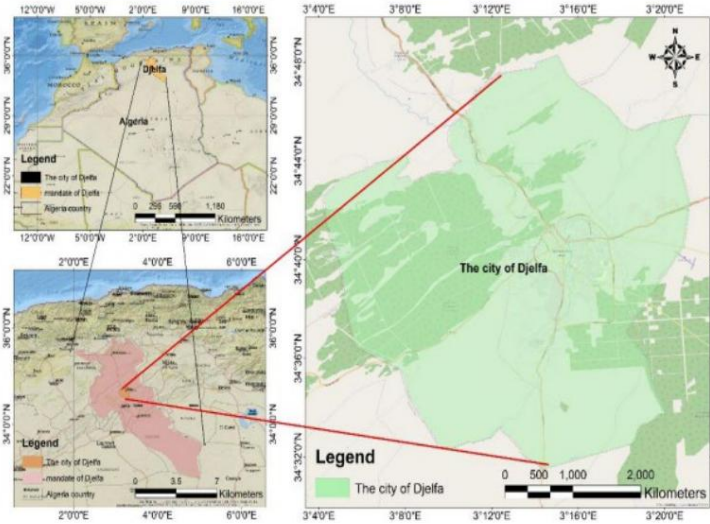 12°0'0"W 5°0'0"W 2°0'0"E 9°0'0"E 16°0'0"E
36°0'0"N
29°0'0"N
22°0'0"N
MOROCCO
Djelfa
Algeria
Legend
The city of Djelfa
mandate of Djelfa
Algeria country
0 295 590 1,180
Kilometers
12°0'0"W 5°0'0"W 2°0'0"E 9°0'0"E 16°0'0"E
2°0'0"E 4°0'0"E 6°0'0"E
36°0'0"N
34°0'0"N
Legend
The city of Djelfa
mandate of Djelfa
Algeria country
0 3.5 7
Kilometers
2°0'0"E 4°0'0"E 6°0'0"E
3°4'0"E 3°8'0"E 3°12'0"E 3°16'0"E 3°20'0"E
34°48'0"N
34°44'0"N
34°40'0"N
34°36'0"N
34°32'0"N
N
W E
S
The city of Djelfa
Legend
The city of Djelfa
0 500 1,000 2,000
Kilometers
3°4'0"E 3°8'0"E 3°12'0"E 3°16'0"E 3°20'0"E